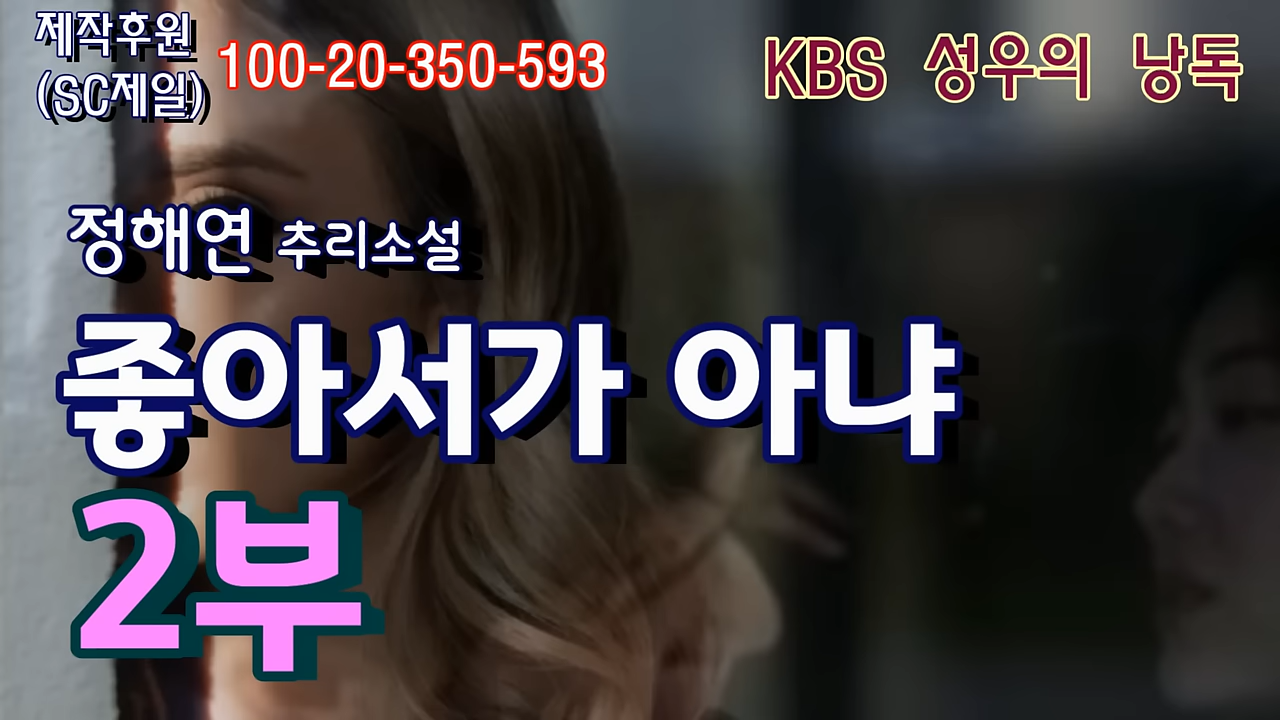 제작후원
(SC제일)
100-20-350-593
KBS 성우의 낭독
정해연 추리소설
좋아서가 아냐
2부